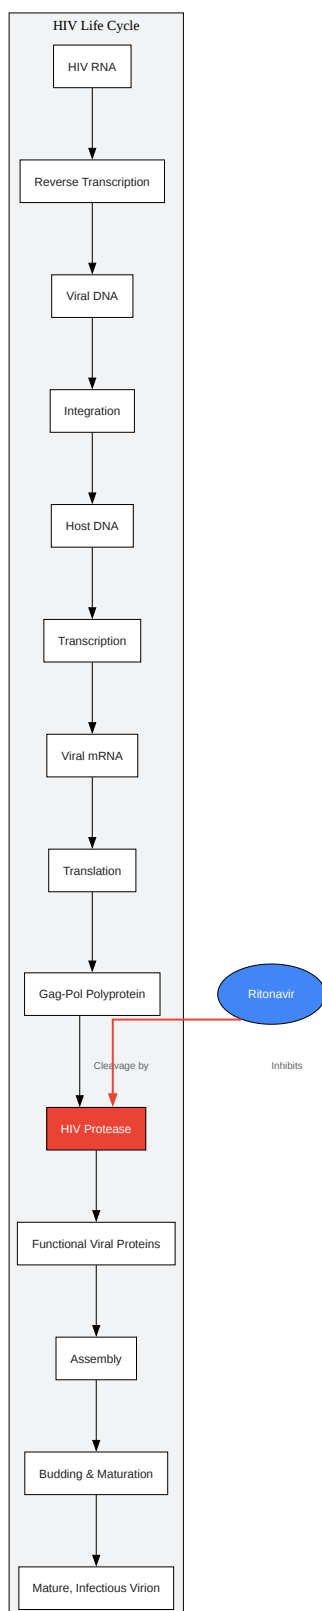 HIV Life Cycle
HIV RNA
Reverse Transcription
Viral DNA
Integration
Host DNA
Transcription
Viral mRNA
Translation
Gag-Pol Polyprotein
Ritonavir
Cleavage by
Inhibits
HIV Protease
Functional Viral Proteins
Assembly
Budding & Maturation
Mature, Infectious Virion